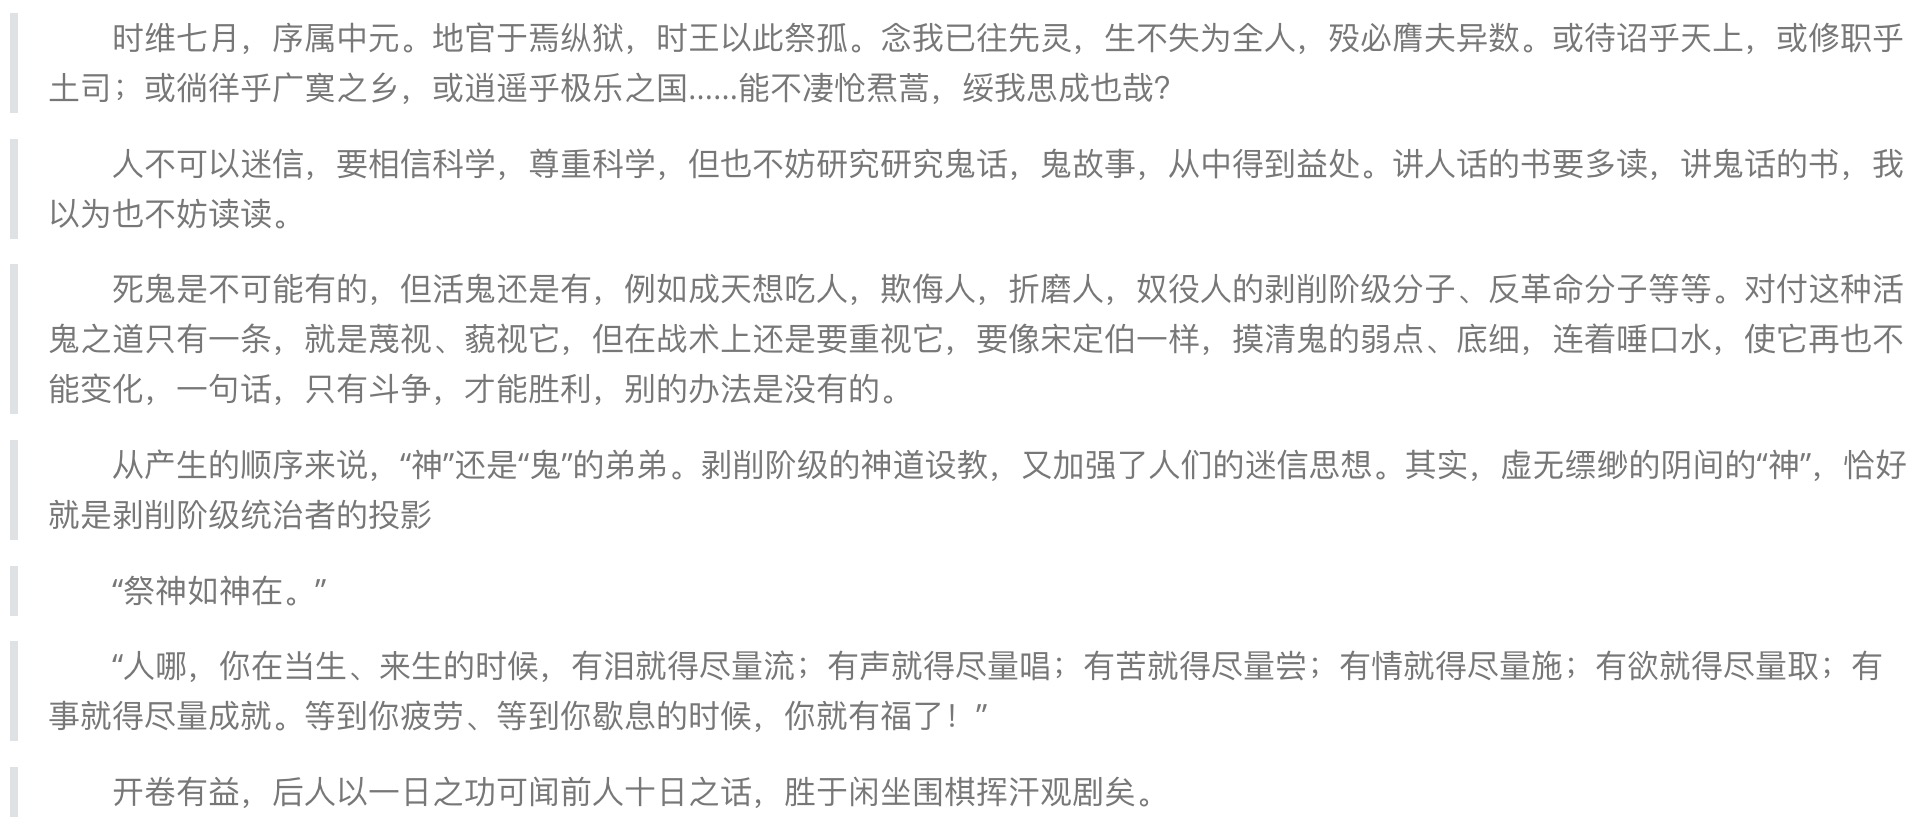 时维七月，序属中元。地官于焉纵狱，时王以此祭孤。念我已往先灵，生不失为全人，殁必膺夫异数。或待诏乎天上，或修职乎
土司；或徜徉乎广寞之乡，或逍遥乎极乐之国……能不凄怆焄蒿，绥我思成也哉？
人不可以迷信，要相信科学，尊重科学，但也不妨研究研究鬼话，鬼故事，从中得到益处。讲人话的书要多读，讲鬼话的书，我
以为也不妨读读。
死鬼是不可能有的，但活鬼还是有，例如成天想吃人，欺侮人，折磨人，奴役人的剥削阶级分子、反革命分子等等。对付这种活
鬼之道只有一条，就是蔑视、藐视它，但在战术上还是要重视它，要像宋定伯一样，摸清鬼的弱点、底细，连着唾口水，使它再也不
能变化，一句话，只有斗争，才能胜利，别的办法是没有的。
从产生的顺序来说，“神”还是“鬼”的弟弟。剥削阶级的神道设教，又加强了人们的迷信思想。其实，虚无缥缈的阴间的“神”，恰好
就是剥削阶级统治者的投影
“祭神如神在。”
“人哪，你在当生、来生的时候，有泪就得尽量流；有声就得尽量唱；有苦就得尽量尝；有情就得尽量施；有欲就得尽量取；有
事就得尽量成就。等到你疲劳、等到你歇息的时候，你就有福了！”
开卷有益，后人以一日之功可闻前人十日之话，胜于闲坐围棋挥汗观剧矣。